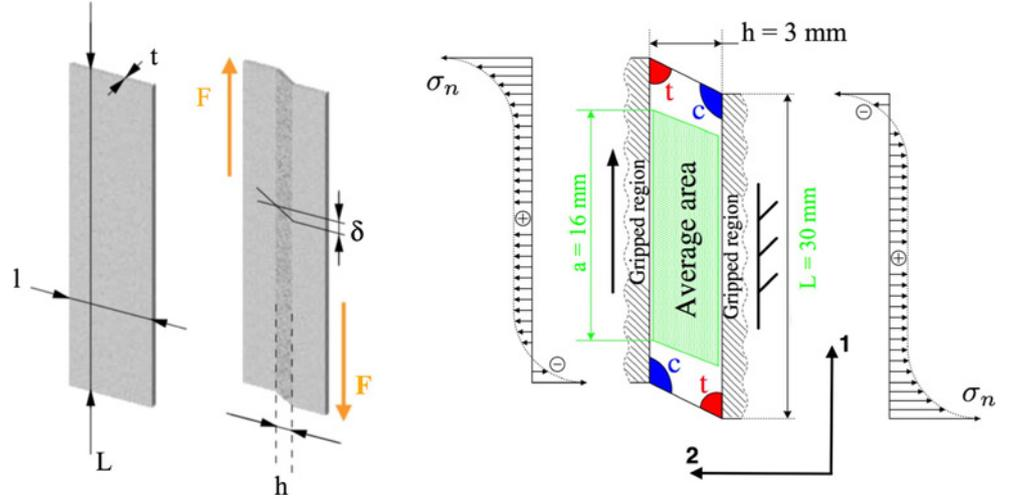 t
F
δ
l
F
L
h
h = 3 mm
σn
t
c
⊖
a = 16 mm
Gripped region
Average area
Gripped region
L = 30 mm
⊕
⊕
⊖
c
t
1
σn
2